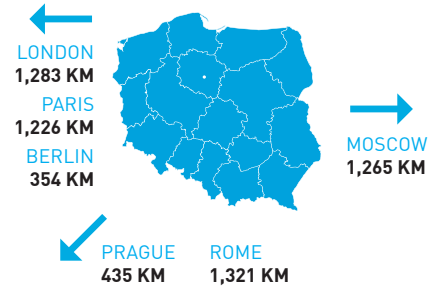 LONDON
1,283 KM
PARIS
1,226 KM
BERLIN
354 KM
MOSCOW
1,265 KM
PRAGUE
435 KM
ROME
1,321 KM